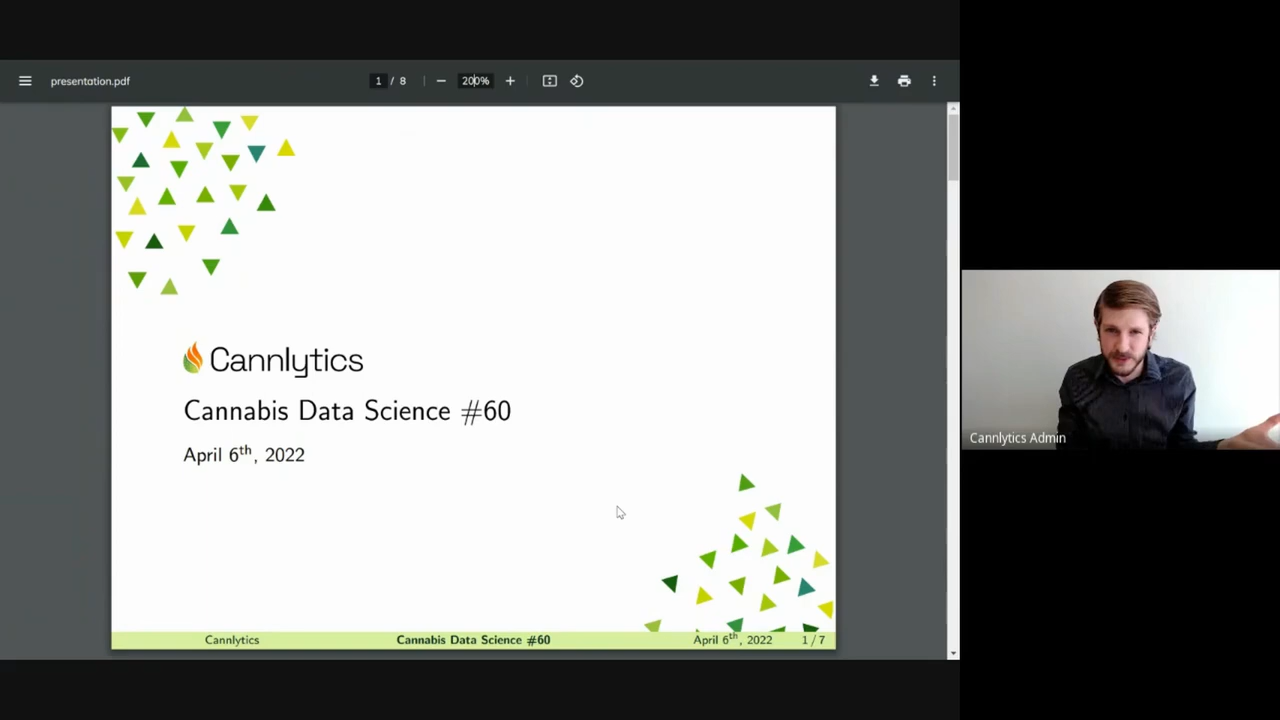 presentation.pdf
1 / 8
200%
Cannlytics
Cannabis Data Science #60
April 6th, 2022
Cannlytics Cannabis Data Science #60 April 6th, 2022 1 / 7
Cannlytics Admin